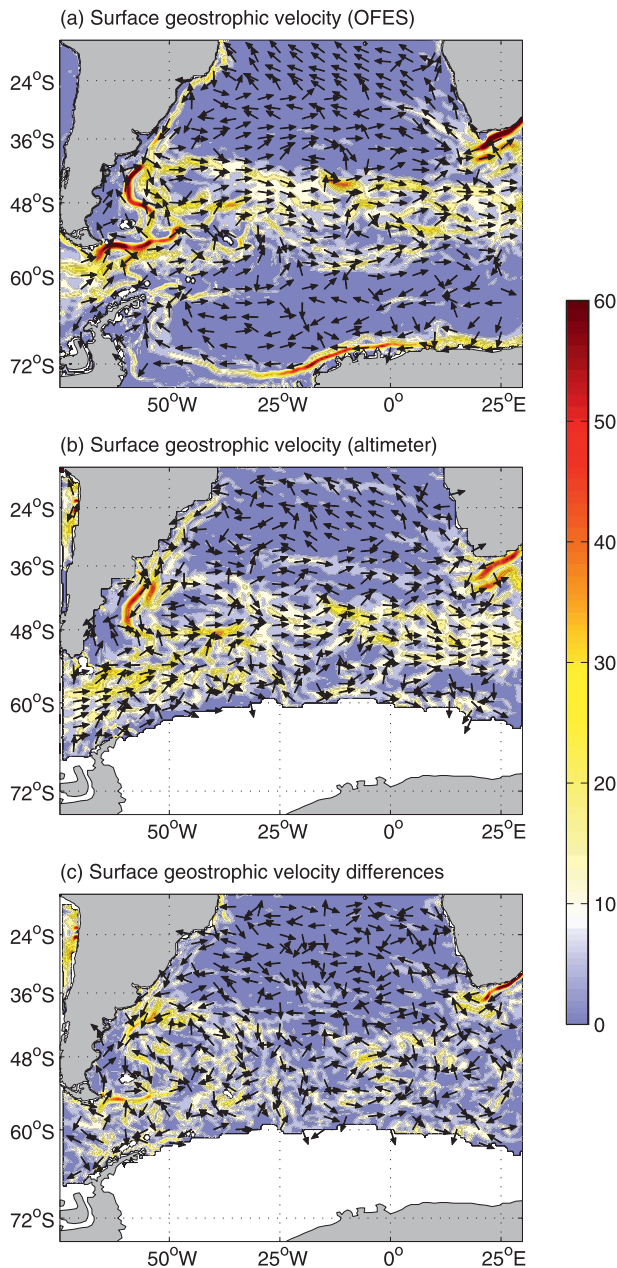 (a) Surface geostrophic velocity (OFES)
24°S
36°S
48°S
60°S
72°S
50°W 25°W 0° 25°E
(b) Surface geostrophic velocity (altimeter)
24°S
36°S
48°S
60°S
72°S
50°W 25°W 0° 25°E
(c) Surface geostrophic velocity differences
24°S
36°S
48°S
60°S
72°S
50°W 25°W 0° 25°E
60
50
40
30
20
10
0